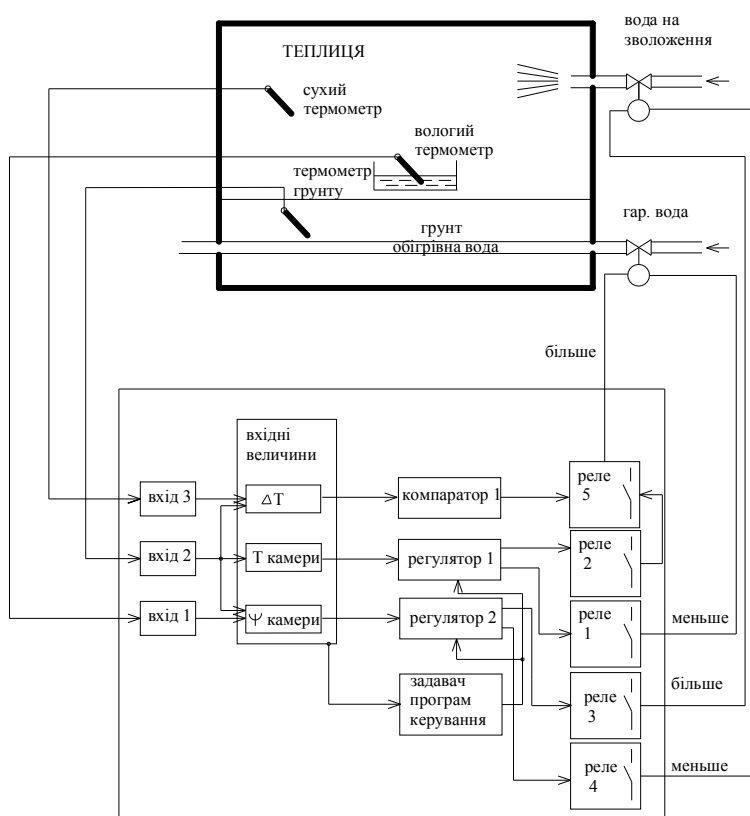 вода на
зволоження
ТЕПЛИЦЯ
сухий
термометр
вологий
термометр
термометр
грунту
гар. вода
грунт
обігрівна вода
більше
вхідні
величини
вхід 3
ΔT
компаратор 1
реле
5
вхід 2
Т камери
регулятор 1
реле
2
вхід 1
Ψ камери
регулятор 2
реле
1
меньше
задавач
програм
керування
реле
3
більше
реле
4
меньше